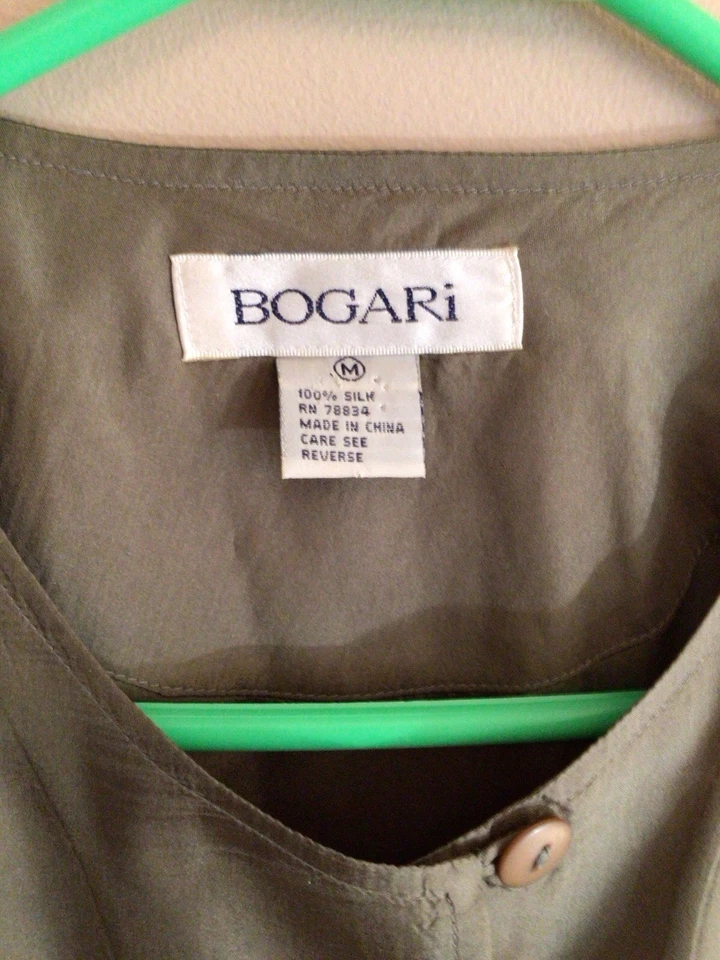 BOGARi
M
100% SILK
RN 78834
MADE IN CHINA
CARE SEE
REVERSE